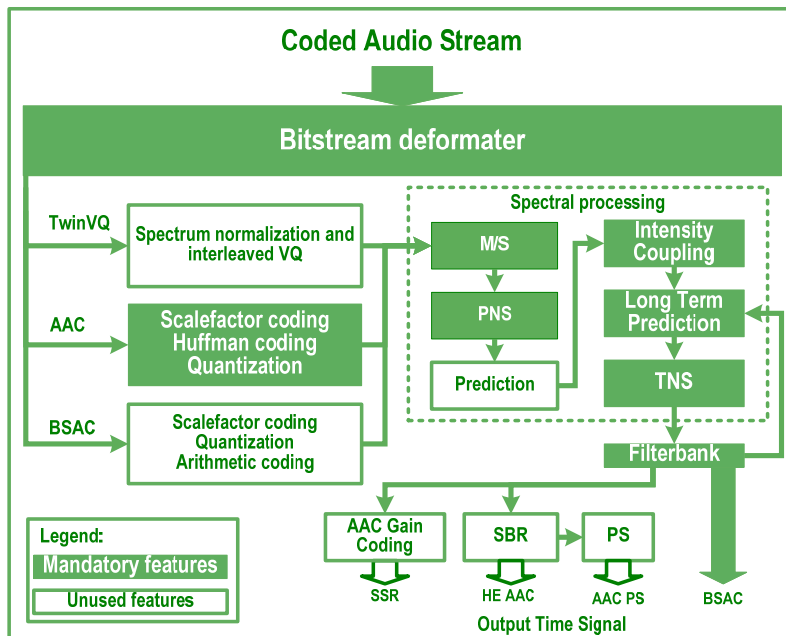 Coded Audio Stream
Bitstream deformater
TwinVQ
Spectrum normalization and
interleaved VQ
AAC
Scalefactor coding
Huffman coding
Quantization
BSAC
Scalefactor coding
Quantization
Arithmetic coding
Spectral processing
M/S
PNS
Prediction
Intensity
Coupling
Long Term
Prediction
TNS
Filterbank
AAC Gain
Coding
SBR
PS
SSR
HE AAC
AAC PS
BSAC
Output Time Signal
Legend:
Mandatory features
Unused features